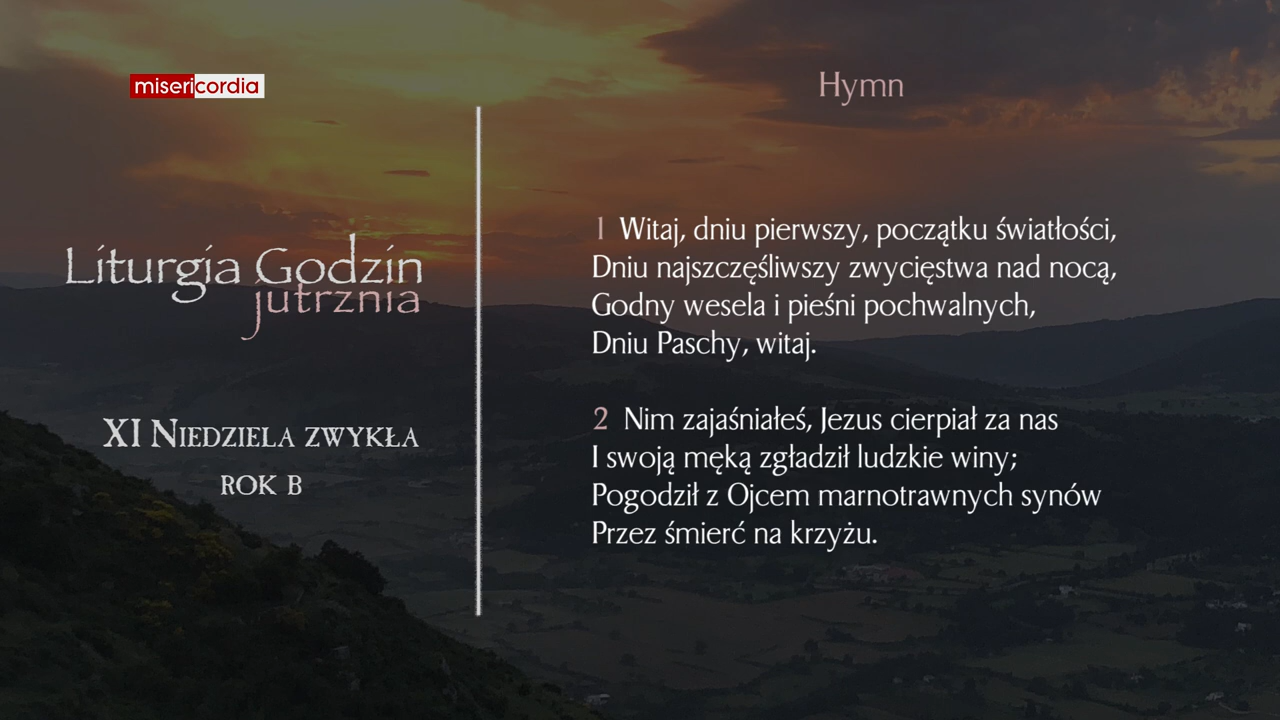 misericordia
Liturgia Godzin
jutrznia
XI Niedziela zwykła
rok B
Hymn
1 Witaj, dniu pierwszy, początku światłości,
Dniu najszczęśliwszy zwycięstwa nad nocą,
Godny wesela i pieśni pochwalnych,
Dniu Paschy, witaj.
2 Nim zajaśniałeś, Jezus cierpiał za nas
I swoją męką zgładził ludzkie winy;
Pogodził z Ojcem marnotrawnych synów
Przez śmierć na krzyżu.